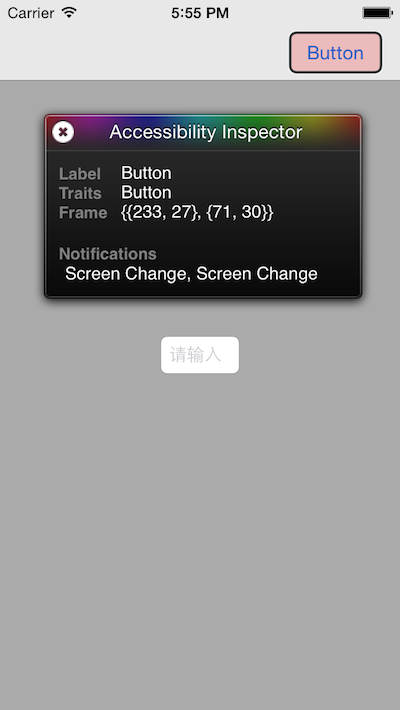 Carrier 5:55 PM
Button
Accessibility Inspector
Label Button
Traits Button
Frame {{233, 27}, {71, 30}}
Notifications
Screen Change, Screen Change
请输入